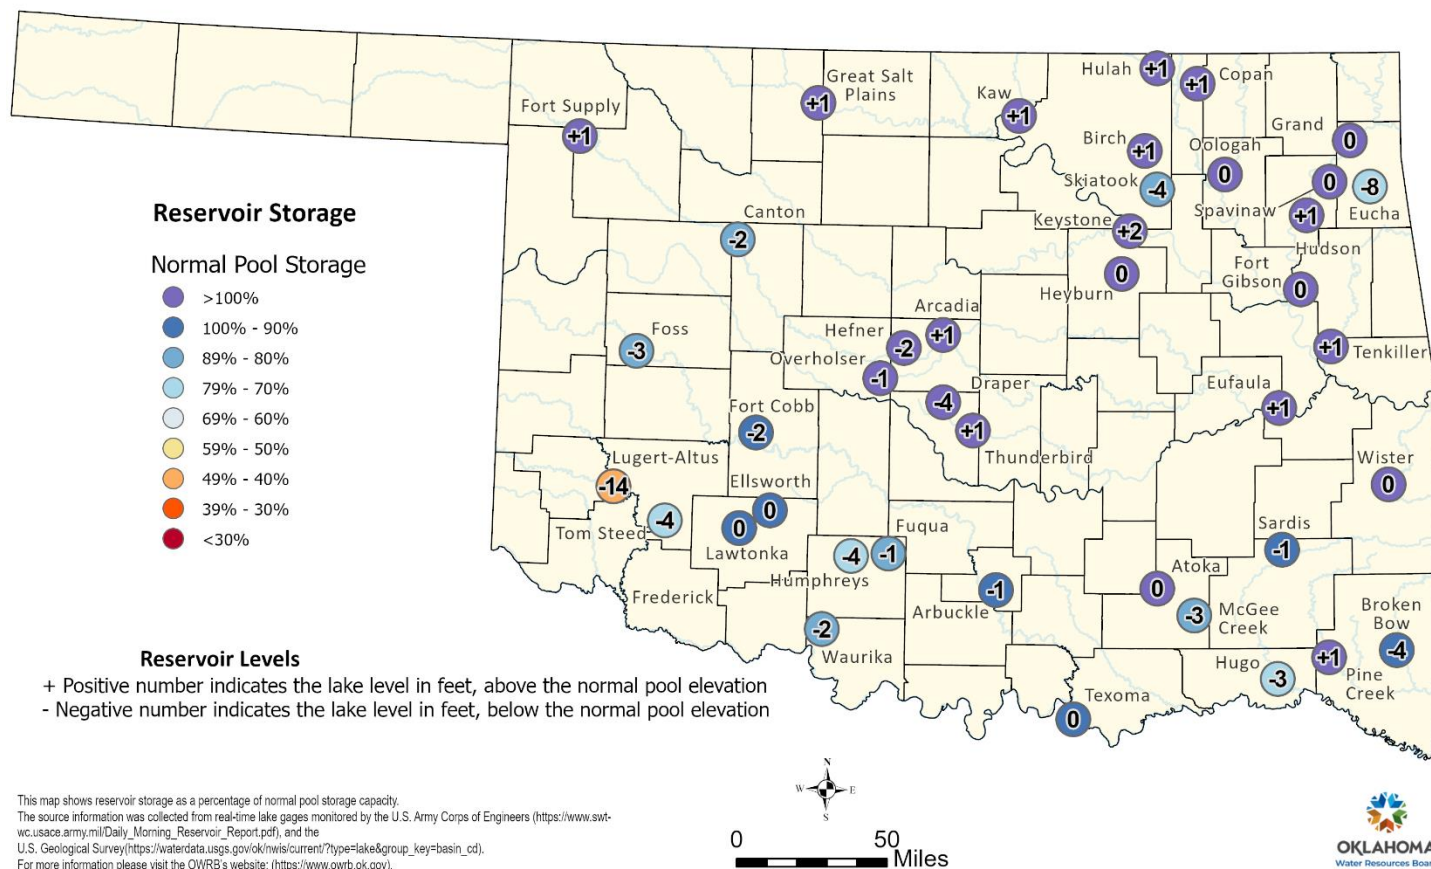 Hulah
+1
+1
Copan
Great Salt
Plains
+1
Kaw
+1
Fort Supply
+1
Grand
0
Birch
+1
Oologah
0
Skiatook
-4
0
-8
Spavinaw
+1
Eucha
Hudson
Keystone
+2
Canton
-2
Heyburn
0
Fort
Gibson
0
Reservoir Storage
Normal Pool Storage
>100%
100% - 90%
89% - 80%
79% - 70%
69% - 60%
59% - 50%
49% - 40%
39% - 30%
<30%
Foss
-3
Arcadia
+1
Hefner
-2
Overholser
-1
Draper
-4
+1
Thunderbird
+1
Tenkiller
Eufaula
+1
Fort Cobb
-2
Lugert-Altus
-14
Ellsworth
0
0
Lawtonka
Tom Steed
-4
Wister
0
Sardis
-1
Fuqua
-4
-1
Humphreys
Frederick
Arbuckle
-1
Atoka
0
-3
McGee
Creek
Broken
Bow
-4
-2
Waurika
Hugo
-3
+1
Pine
Creek
Texoma
0
Reservoir Levels
+ Positive number indicates the lake level in feet, above the normal pool elevation
- Negative number indicates the lake level in feet, below the normal pool elevation
N
W
E
S
0
50
Miles
This map shows reservoir storage as a percentage of normal pool storage capacity.
The source information was collected from real-time lake gages monitored by the U.S. Army Corps of Engineers (https://www.swt-
wc.usace.army.mil/Daily_Morning_Reservoir_Report.pdf), and the
U.S. Geological Survey(https://waterdata.usgs.gov/ok/nwis/current/?type=lake&group_key=basin_cd).
For more information please visit the OWRB's website: (https://www.owrb.ok.gov).
OKLAHOMA
Water Resources Boar